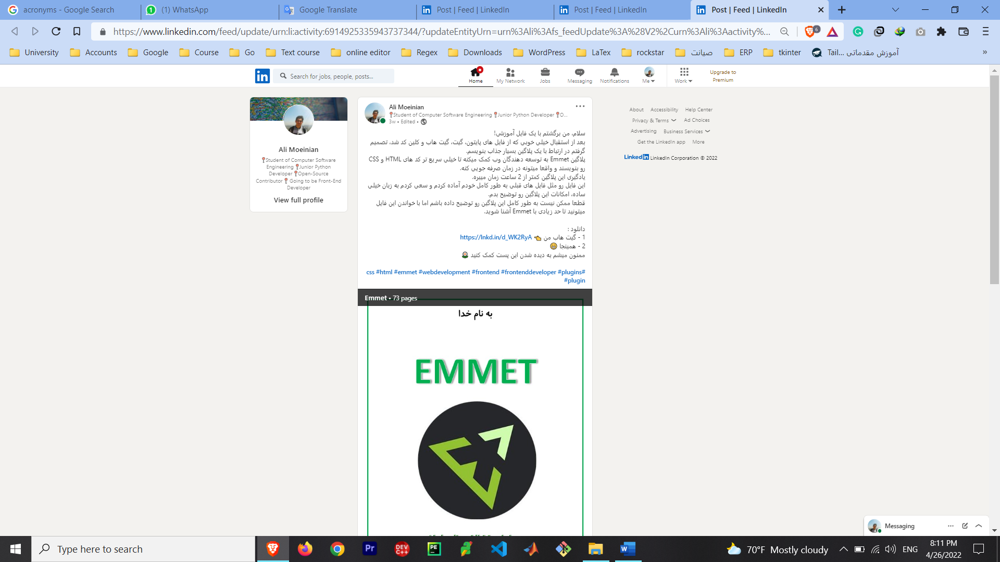 acronyms - Google Search
(1) WhatsApp
Google Translate
Post | Feed | LinkedIn
Post | Feed | LinkedIn
Post | Feed | LinkedIn
https://www.linkedin.com/feed/update/urn:li:activity:6914925335943737344/?updateEntityUrn=urn%3Ali%3Afs_feedUpdate%3A%28V2%2Curn%3Ali%3Aactivity%...
6
University
Accounts
Google
Course
Go
Text course
online editor
Regex
Downloads
WordPress
LaTex
rockstar
صیانت
ERP
tkinter
آموزش مقدماتی Tail...
»
Search for jobs, people, posts...
Home
My Network
Jobs
Messaging
Notifications
Me
Work
Upgrade to
Premium
Ali Moeinian
Student of Computer Software
Engineering Junior Python
Developer Open-Source
Contributor Going to be Front-End
Developer
View full profile
Ali Moeinian
Student of Computer Software Engineering Junior Python Developer O...
3w • Edited •
سلام، من برگشتم با یک فایل آموزشی!
بعد از استقبال خیلی خوبی که از فایل های پایتون، گیت، گیت هاب و کلین کد شد، تصمیم
گرفتم در ارتباط با یک پلاگین بسیار جذاب بنویسم.
پلاگین Emmet به توسعه دهندگان وب کمک میکنه تا خیلی سریع تر کد های HTML و CSS
رو بنویسند و واقعا میتونه در زمان صرفه جویی کنه.
یادگیری این پلاگین کمتر از 2 ساعت زمان میبره.
این فایل رو مثل فایل های قبلی به طور کامل خودم آماده کردم و سعی کردم به زبان خیلی
ساده، امکانات این پلاگین رو توضیح بدم.
قطعا ممکن نیست به طور کامل این پلاگین رو توضیح داده باشم اما با خواندن این فایل
میتونید تا حد زیادی با Emmet آشنا شوید.
دانلود :
1 - گیت هاب من 👈 https://lnkd.in/d_WK2RyA
2 - همینجا 😄
ممنون میشم به دیده شدن این پست کمک کنید 🌼
css #html #emmet #webdevelopment #frontend #frontenddeveloper #plugins#
#plugin
Emmet • 73 pages
به نام خدا
EMMET
About
Accessibility
Help Center
Privacy & Terms
Ad Choices
Advertising
Business Services
Get the LinkedIn app
More
LinkedIn LinkedIn Corporation © 2022
Messaging
Type here to search
Pr
DEV
C++
PE
W
70°F Mostly cloudy
ENG
8:11 PM
4/26/2022